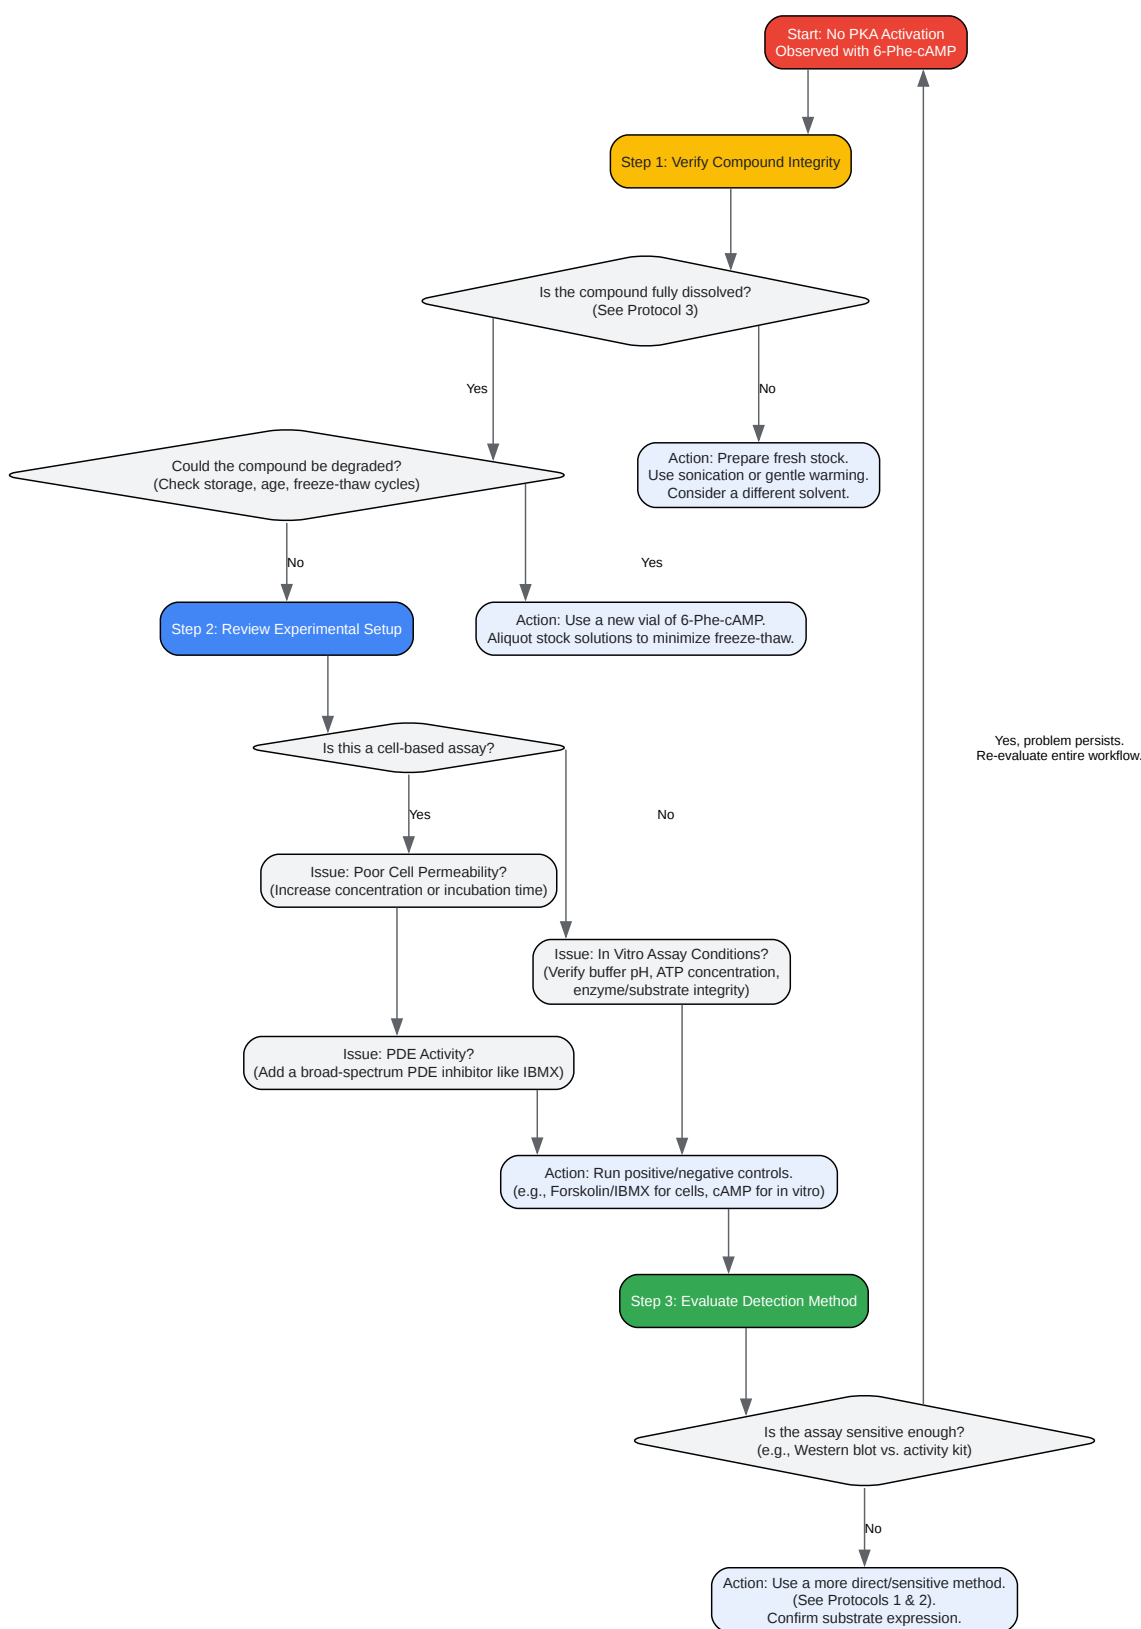 Start: No PKA Activation
Observed with 6-Phe-cAMP
Step 1: Verify Compound Integrity
Is the compound fully dissolved?
(See Protocol 3)
Yes
No
Action: Prepare fresh stock.
Use sonication or gentle warming.
Consider a different solvent.
Could the compound be degraded?
(Check storage, age, freeze-thaw cycles)
No
Yes
Step 2: Review Experimental Setup
Action: Use a new vial of 6-Phe-cAMP.
Aliquot stock solutions to minimize freeze-thaw.
Is this a cell-based assay?
Yes, problem persists.
Re-evaluate entire workflow.
Yes
No
Issue: Poor Cell Permeability?
(Increase concentration or incubation time)
Issue: In Vitro Assay Conditions?
(Verify buffer pH, ATP concentration,
enzyme/substrate integrity)
Issue: PDE Activity?
(Add a broad-spectrum PDE inhibitor like IBMX)
Action: Run positive/negative controls.
(e.g., Forskolin/IBMX for cells, cAMP for in vitro)
Step 3: Evaluate Detection Method
Is the assay sensitive enough?
(e.g., Western blot vs. activity kit)
No
Action: Use a more direct/sensitive method.
(See Protocols 1 & 2).
Confirm substrate expression.